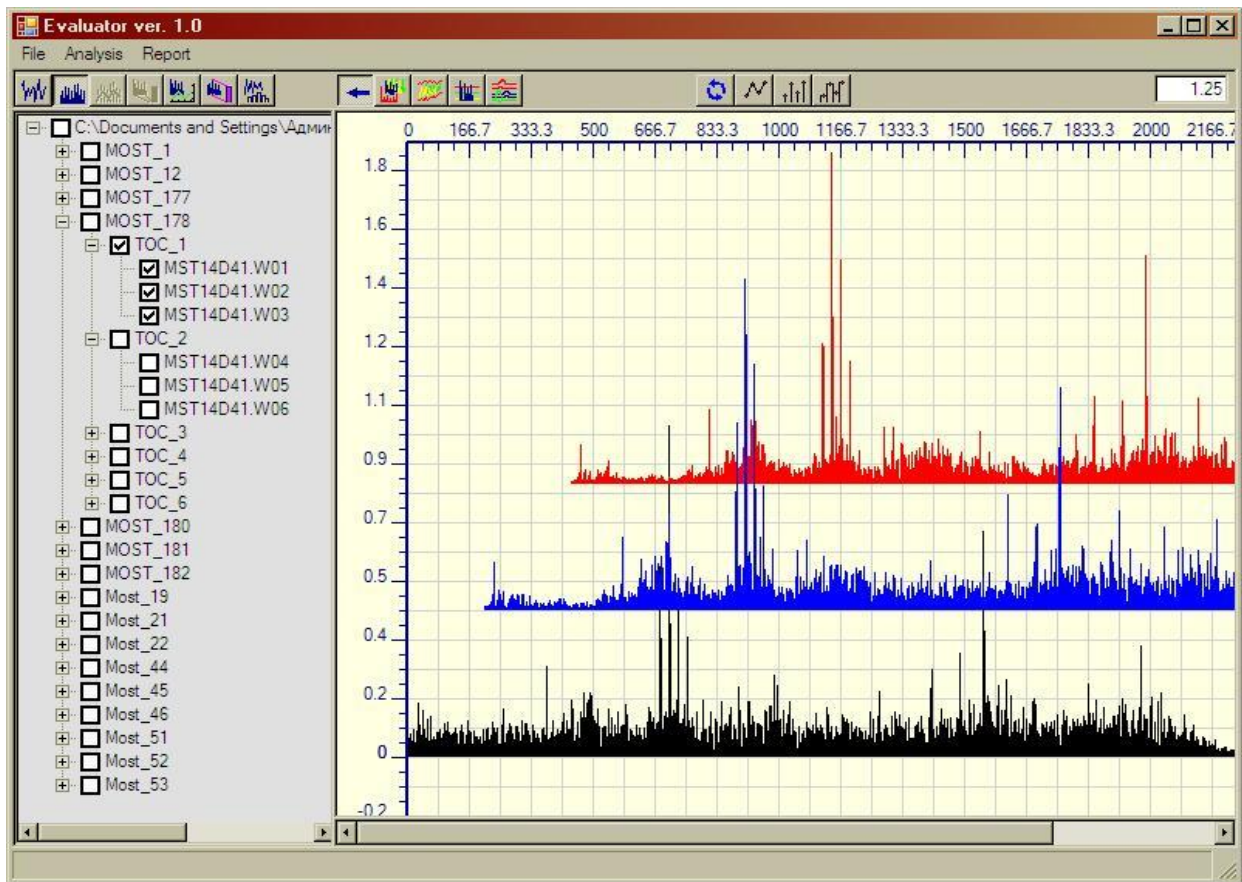 Evaluator ver. 1.0
File Analysis Report
1.25
C:\Documents and Settings\Админ
MOST_1
MOST_12
MOST_177
MOST_178
TOC_1
MST14D41.W01
MST14D41.W02
MST14D41.W03
TOC_2
MST14D41.W04
MST14D41.W05
MST14D41.W06
TOC_3
TOC_4
TOC_5
TOC_6
MOST_180
MOST_181
MOST_182
Most_19
Most_21
Most_22
Most_44
Most_45
Most_46
Most_51
Most_52
Most_53
0 166.7 333.3 500 666.7 833.3 1000 1166.7 1333.3 1500 1666.7 1833.3 2000 2166.7
1.8
1.6
1.4
1.2
1.1
0.9
0.7
0.5
0.4
0.2
0
-0.2